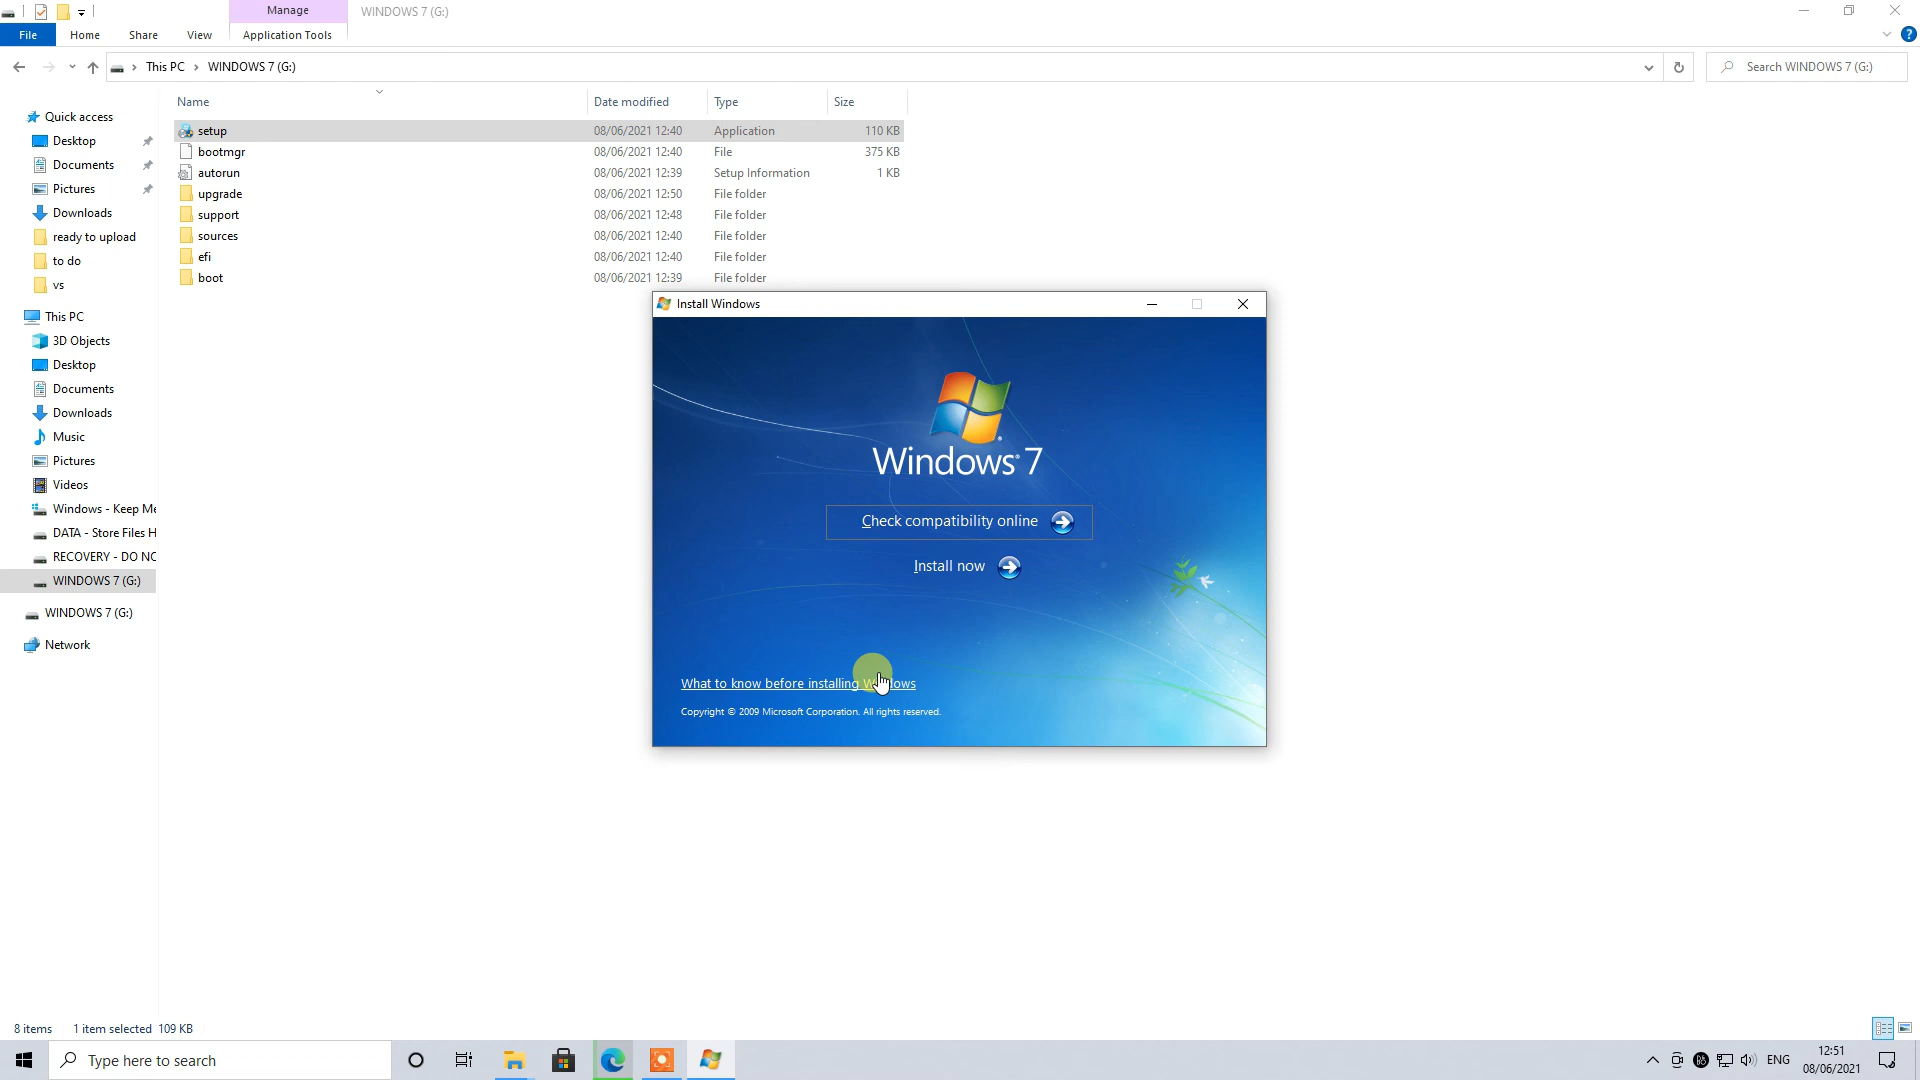 Manage
WINDOWS 7 (G:)
File
Home
Share
View
Application Tools
This PC
WINDOWS 7 (G:)
Search WINDOWS 7 (G:)
Name
Date modified
Type
Size
setup 08/06/2021 12:40 Application 110 KB
bootmgr 08/06/2021 12:40 File 375 KB
autorun 08/06/2021 12:39 Setup Information 1 KB
upgrade 08/06/2021 12:50 File folder
support 08/06/2021 12:48 File folder
sources 08/06/2021 12:40 File folder
efi 08/06/2021 12:40 File folder
boot 08/06/2021 12:39 File folder
Quick access
Desktop
Documents
Pictures
Downloads
ready to upload
to do
vs
This PC
3D Objects
Desktop
Documents
Downloads
Music
Pictures
Videos
Windows - Keep Me
DATA - Store Files H
RECOVERY - DO NO
WINDOWS 7 (G:)
WINDOWS 7 (G:)
Network
Install Windows
Windows® 7
Check compatibility online
Install now
What to know before installing Windows
Copyright © 2009 Microsoft Corporation. All rights reserved.
8 items
1 item selected 109 KB
Type here to search
ENG
12:51
08/06/2021